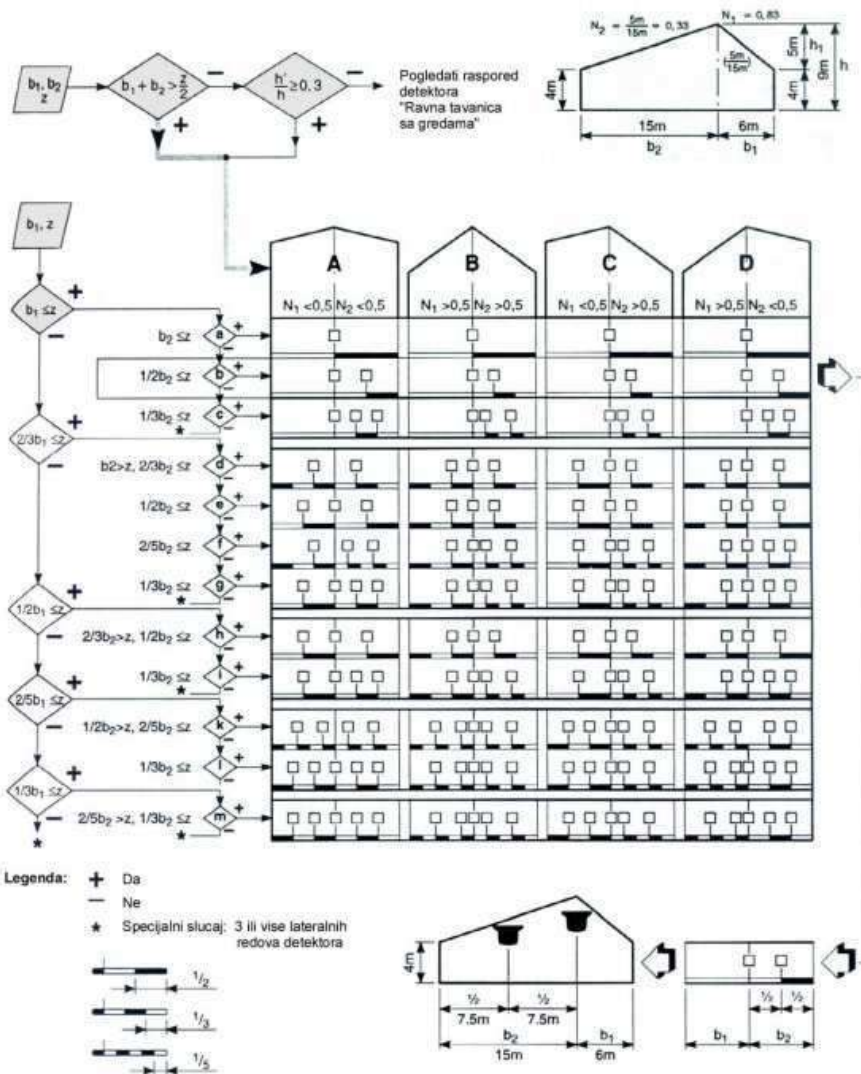 b₁, b₂
z
b₁ + b₂ > z/2
−
h'/h ≥0,3
−
+
+
Pogledati raspored
detektora
"Ravna tavanica
sa gredama"
N₂ = 5m/15m = 0,33
N₁ = 0,83
(5m/15m)
5m
h₁
9m
h
4m
4m
15m
6m
b₂
b₁
b₁, z
A
B
C
D
N₁ <0,5 N₂ <0,5
N₁ >0,5 N₂ >0,5
N₁ <0,5 N₂ >0,5
N₁ >0,5 N₂ <0,5
b₁ ≤z
+
−
b₂ ≤z
a
+
−
1/2b₂ ≤z
b
+
−
1/3b₂ ≤z
c
+
−
*
2/3b₁ ≤z
+
−
b2>z, 2/3b₂ ≤z
d
+
−
1/2b₂ ≤z
e
+
−
2/5b₂ ≤z
f
+
−
1/3b₂ ≤z
g
+
−
*
1/2b₁ ≤z
+
−
2/3b₂>z, 1/2b₂ ≤z
h
+
−
1/3b₂ ≤z
i
+
−
*
2/5b₁ ≤z
+
−
1/2b₂>z, 2/5b₂ ≤z
k
+
−
1/3b₂ ≤z
l
+
−
1/3b₁ ≤z
+
−
*
2/5b₂ >z, 1/3b₂ ≤z
m
+
−
*
Legenda:
+ Da
− Ne
* Specijalni slucaj: 3 ili vise lateralnih
redova detektora
1/2
1/3
1/5
4m
½
½
7.5m
7.5m
b₂
b₁
15m
6m
½
½
b₁
b₂